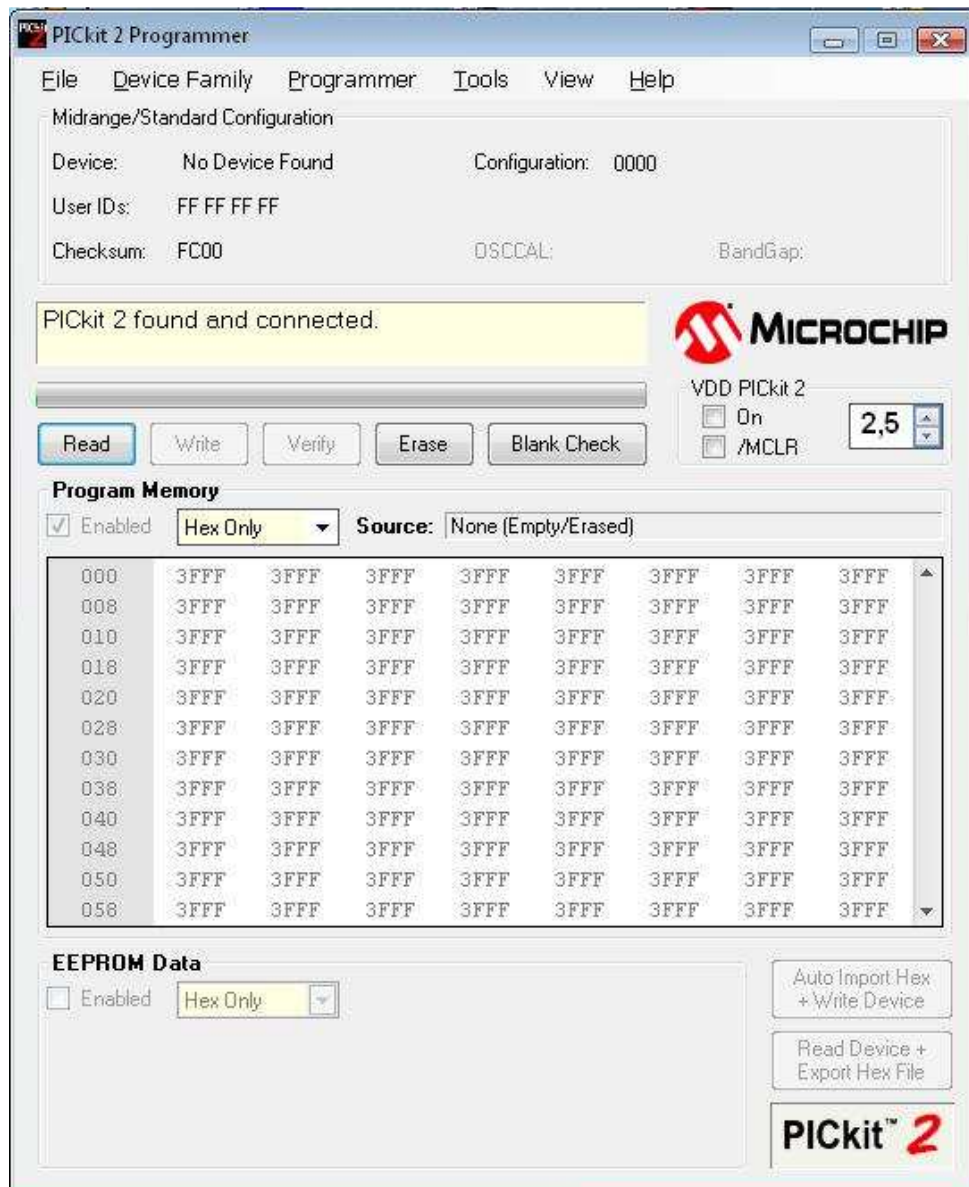 PICkit 2 Programmer
File Device Family Programmer Tools View Help
Midrange/Standard Configuration
Device: No Device Found Configuration: 0000
User IDs: FF FF FF FF
Checksum: FC00 OSCCAL: BandGap:
PICkit 2 found and connected.
MICROCHIP
VDD PICkit 2
On
/MCLR
2,5
Read Write Verify Erase Blank Check
Program Memory
Enabled Hex Only Source: None (Empty/Erased)
000 3FFF 3FFF 3FFF 3FFF 3FFF 3FFF 3FFF 3FFF
008 3FFF 3FFF 3FFF 3FFF 3FFF 3FFF 3FFF 3FFF
010 3FFF 3FFF 3FFF 3FFF 3FFF 3FFF 3FFF 3FFF
018 3FFF 3FFF 3FFF 3FFF 3FFF 3FFF 3FFF 3FFF
020 3FFF 3FFF 3FFF 3FFF 3FFF 3FFF 3FFF 3FFF
028 3FFF 3FFF 3FFF 3FFF 3FFF 3FFF 3FFF 3FFF
030 3FFF 3FFF 3FFF 3FFF 3FFF 3FFF 3FFF 3FFF
038 3FFF 3FFF 3FFF 3FFF 3FFF 3FFF 3FFF 3FFF
040 3FFF 3FFF 3FFF 3FFF 3FFF 3FFF 3FFF 3FFF
048 3FFF 3FFF 3FFF 3FFF 3FFF 3FFF 3FFF 3FFF
050 3FFF 3FFF 3FFF 3FFF 3FFF 3FFF 3FFF 3FFF
058 3FFF 3FFF 3FFF 3FFF 3FFF 3FFF 3FFF 3FFF
EEPROM Data
Enabled Hex Only
Auto Import Hex
+ Write Device
Read Device +
Export Hex File
PICkit™ 2